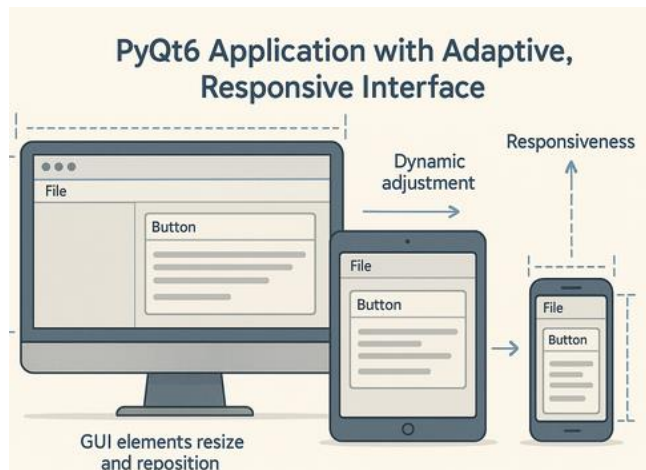 PyQt6 Application with Adaptive,
Responsive Interface
Responsiveness
Dynamic
adjustment
File
Button
File
Button
File
Button
GUI elements resize
and reposition